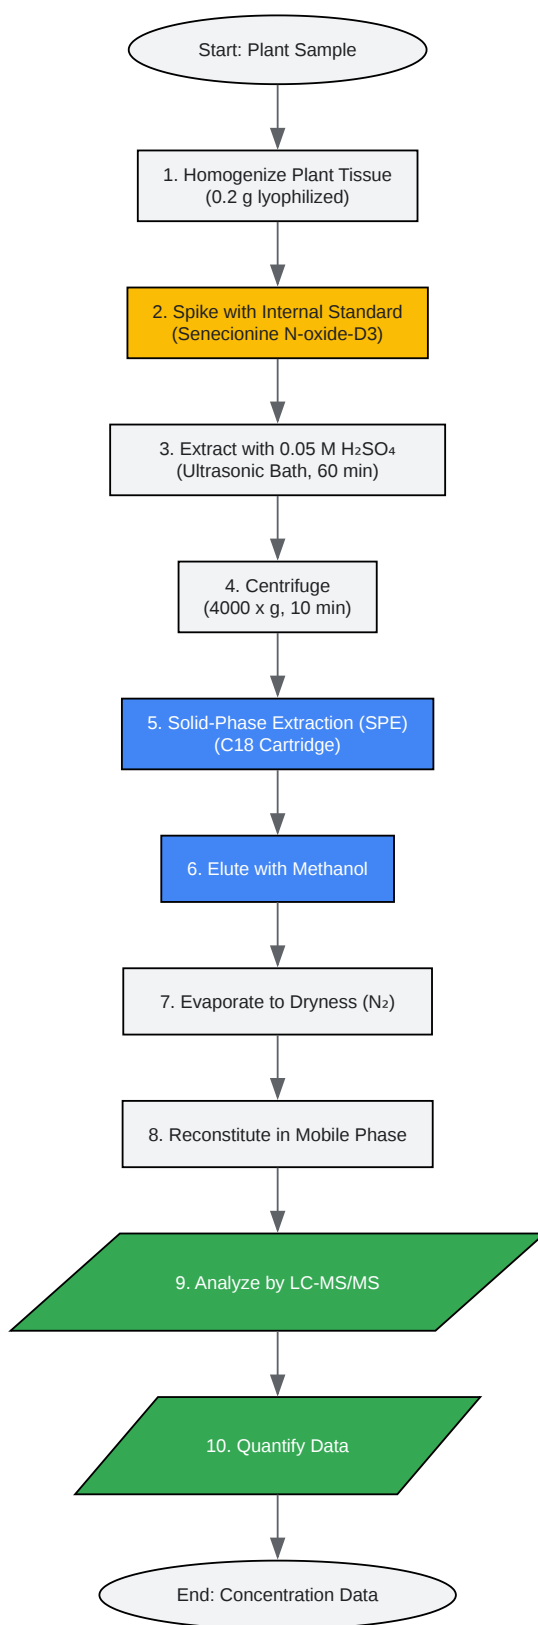 Start: Plant Sample
1. Homogenize Plant Tissue
(0.2 g lyophilized)
2. Spike with Internal Standard
(Senecionine N-oxide-D3)
3. Extract with 0.05 M H₂SO₄
(Ultrasonic Bath, 60 min)
4. Centrifuge
(4000 x g, 10 min)
5. Solid-Phase Extraction (SPE)
(C18 Cartridge)
6. Elute with Methanol
7. Evaporate to Dryness (N₂)
8. Reconstitute in Mobile Phase
9. Analyze by LC-MS/MS
10. Quantify Data
End: Concentration Data